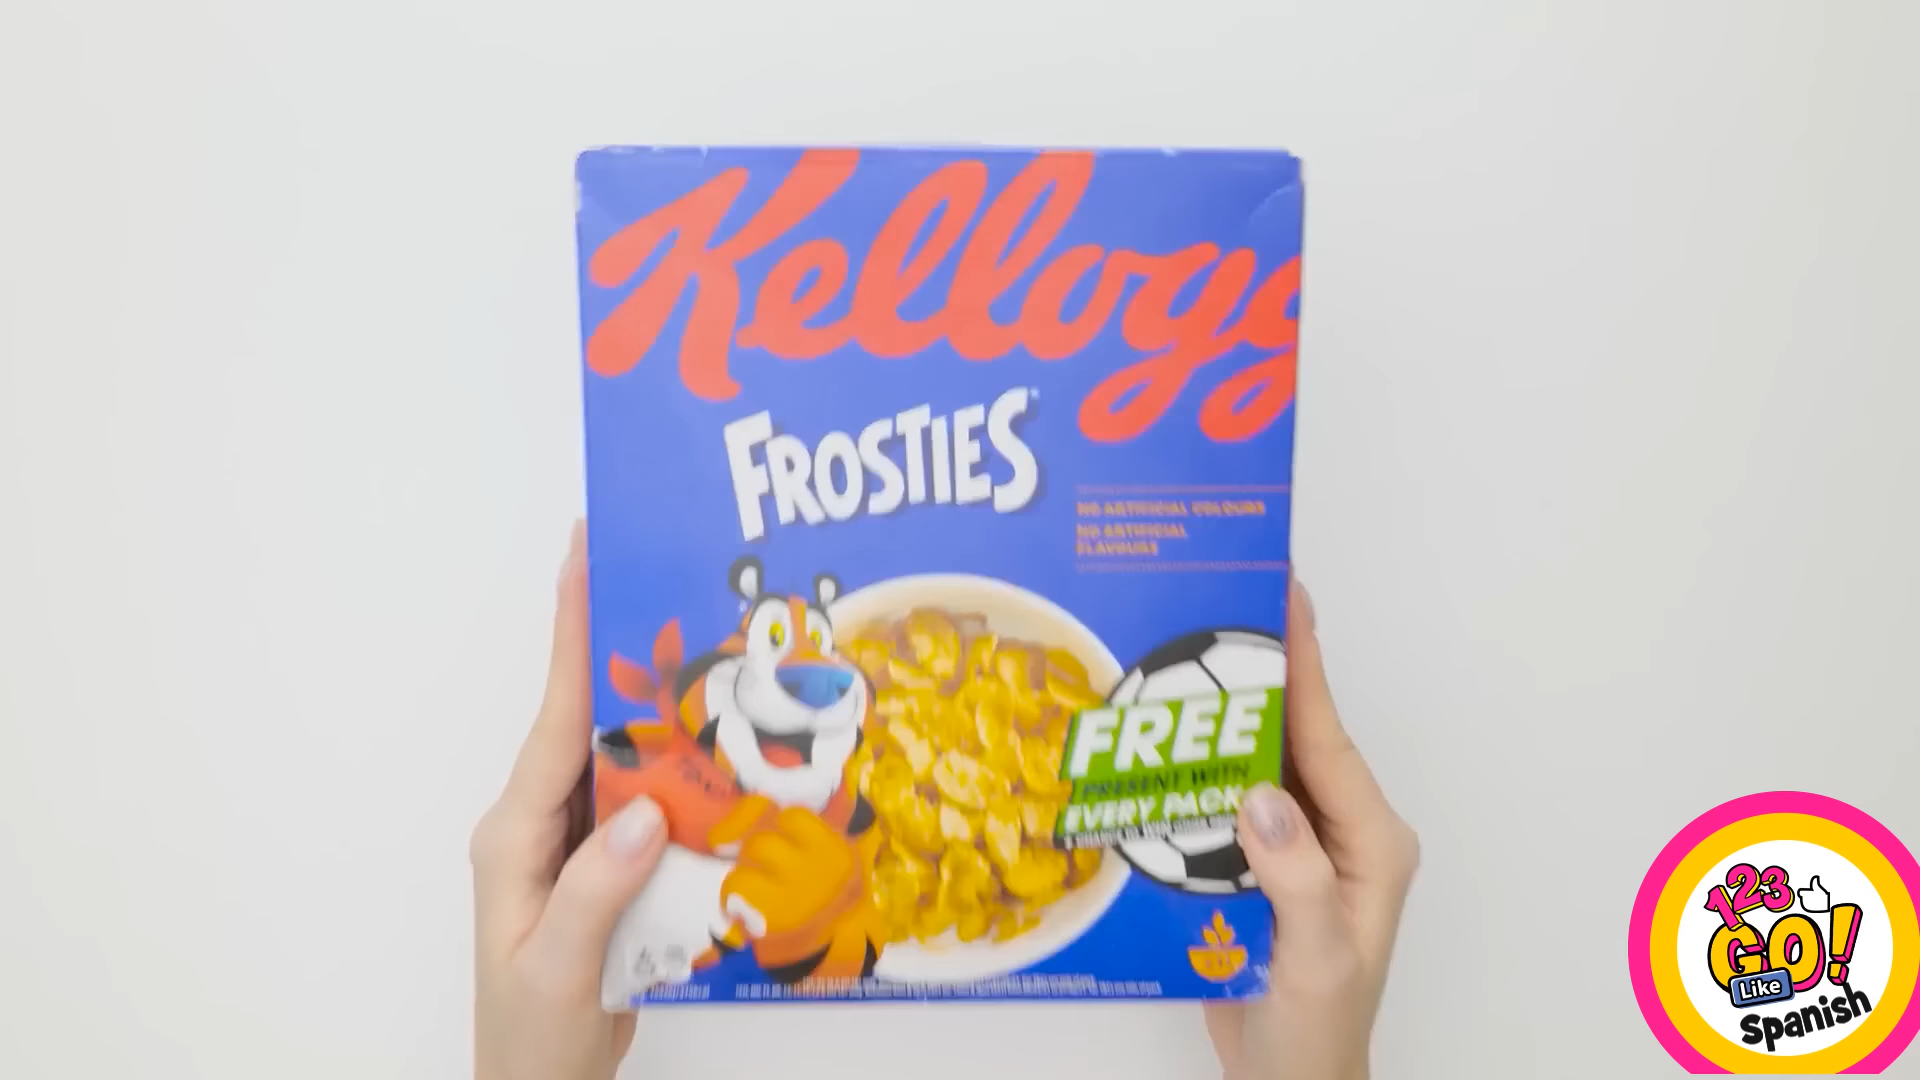 Kellogg
FROSTIES
NO ARTIFICIAL COLOURS
NO ARTIFICIAL
FLAVOURS
FREE
PRESENT WITH
EVERY PACK
123
GO!
Like
Spanish